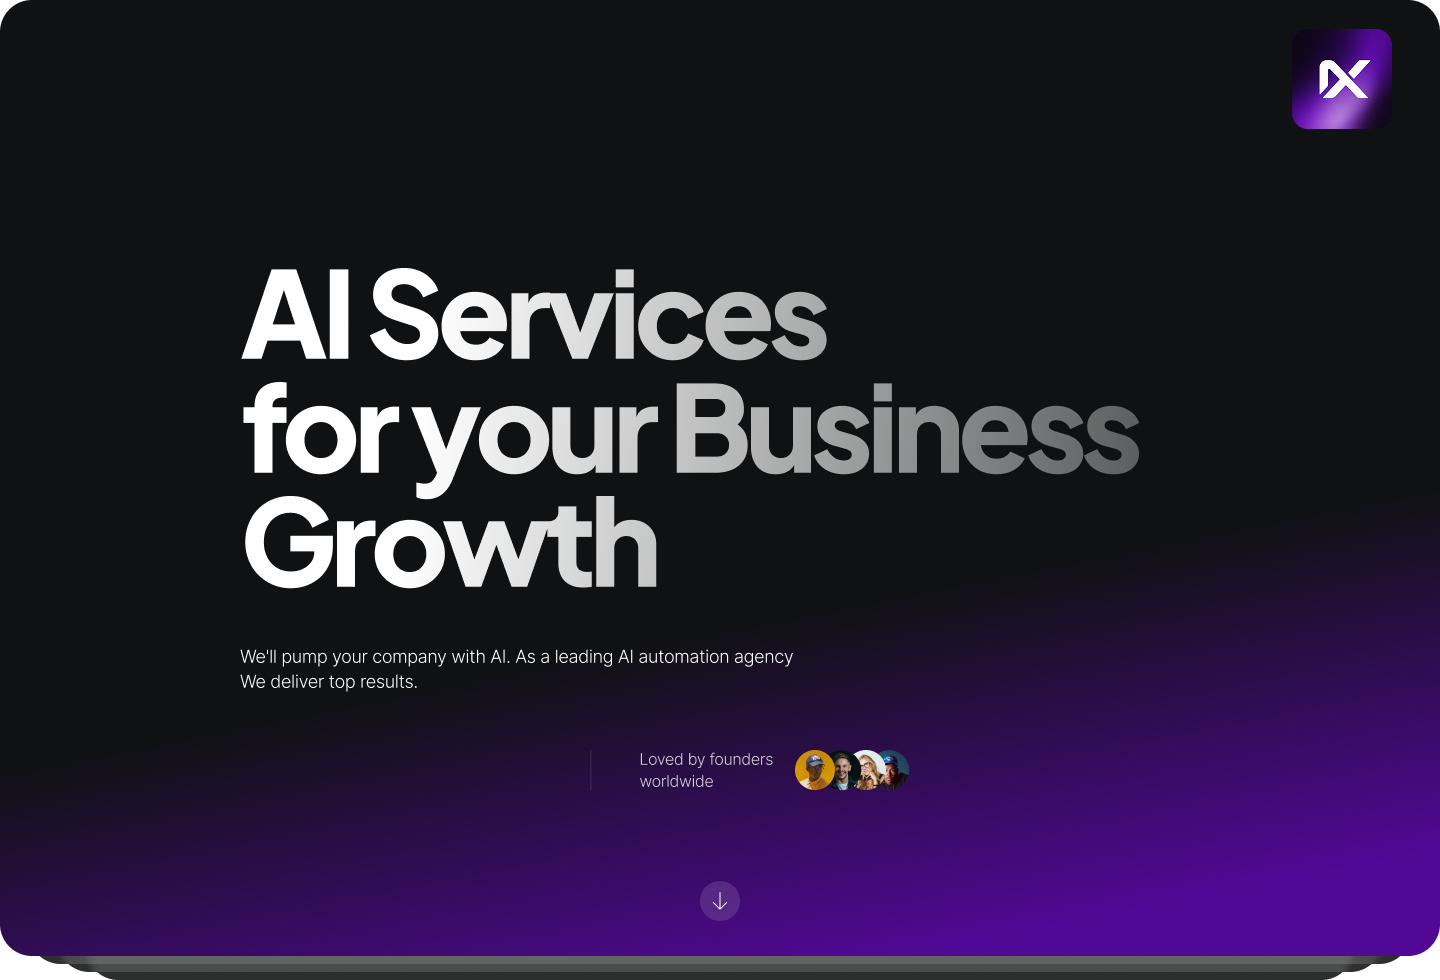 AI Services
for your Business
Growth
We'll pump your company with AI. As a leading AI automation agency
We deliver top results.
Loved by founders
worldwide